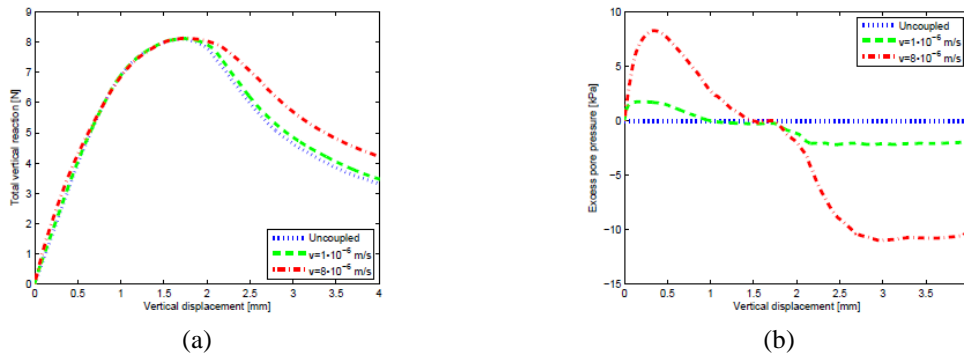 9
8
7
6
5
4
3
2
1
0
Total vertical reaction [N]
0 0.5 1 1.5 2 2.5 3 3.5 4
Vertical displacement [mm]
Uncoupled
v=1•10⁻⁶ m/s
v=8•10⁻⁶ m/s
(a)
10
5
0
−5
−10
−15
Excess pore pressure [kPa]
0 0.5 1 1.5 2 2.5 3 3.5
Vertical displacement [mm]
Uncoupled
v=1•10⁻⁶ m/s
v=8•10⁻⁶ m/s
(b)